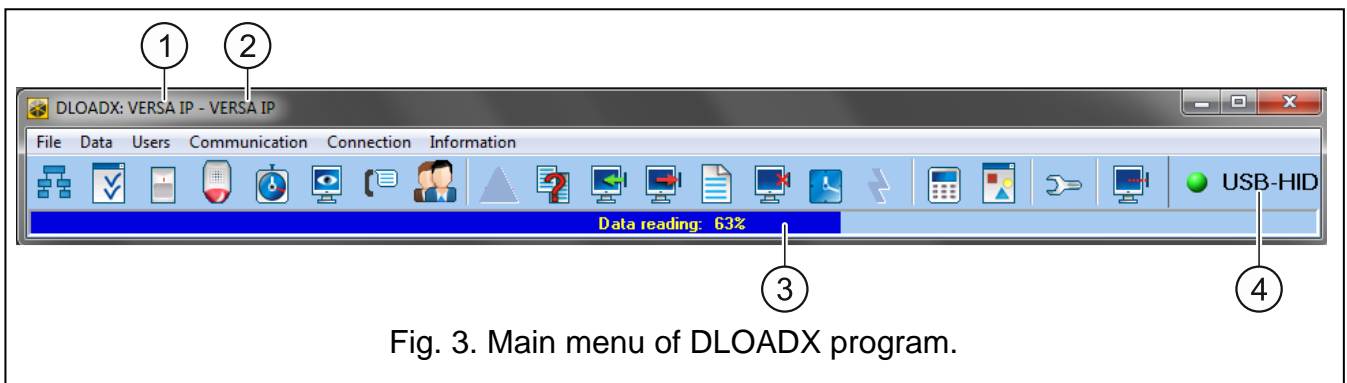 1 2
DLOADX: VERSA IP - VERSA IP
File Data Users Communication Connection Information
USB-HID
Data reading: 63%
3 4
Fig. 3. Main menu of DLOADX program.